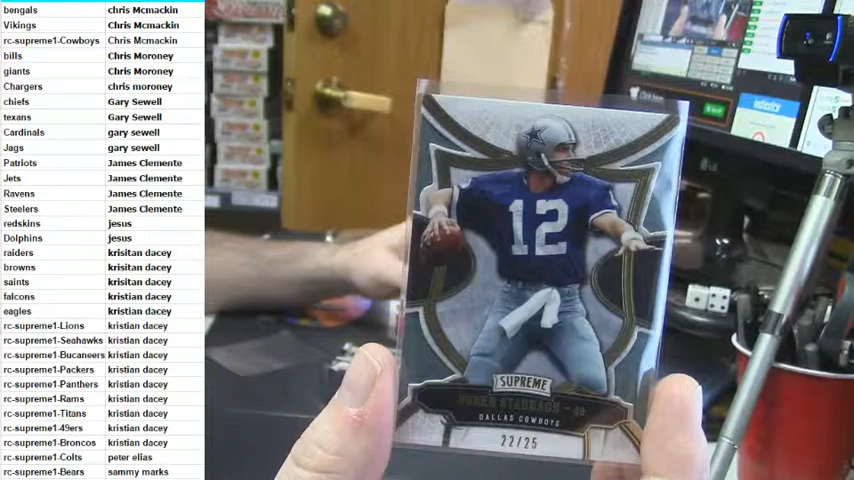 bengals Chris Mcmackin
Vikings Chris Mcmackin
rc-supreme1-Cowboys Chris Mcmackin
bills Chris Moroney
giants Chris Moroney
Chargers chris moroney
chiefs Gary Sewell
texans Gary Sewell
Cardinals gary sewell
Jags gary sewell
Patriots James Clemente
Jets James Clemente
Ravens James Clemente
Steelers James Clemente
redskins jesus
Dolphins jesus
raiders krisitan dacey
browns krisitan dacey
saints krisitan dacey
falcons kristian dacey
eagles kristian dacey
rc-supreme1-Lions kristian dacey
rc-supreme1-Seahawks kristian dacey
rc-supreme1-Bucaneers kristian dacey
rc-supreme1-Packers kristian dacey
rc-supreme1-Panthers kristian dacey
rc-supreme1-Rams kristian dacey
rc-supreme1-Titans kristian dacey
rc-supreme1-49ers kristian dacey
rc-supreme1-Broncos kristian dacey
rc-supreme1-Colts peter elias
rc-supreme1-Bears sammy marks
12
SUPREME
ROGER STAUBACH - QB
DALLAS COWBOYS
22/25